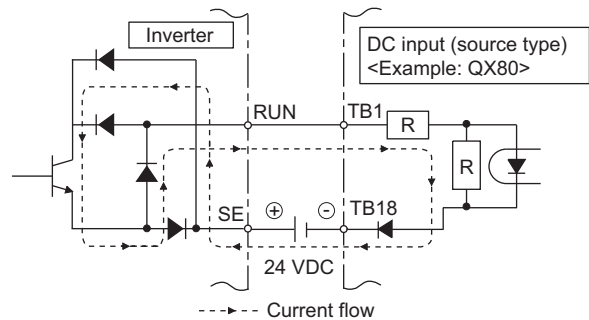 Inverter
DC input (source type)
<Example: QX80>
RUN
TB1
R
R
SE
+
-
TB18
24 VDC
Current flow